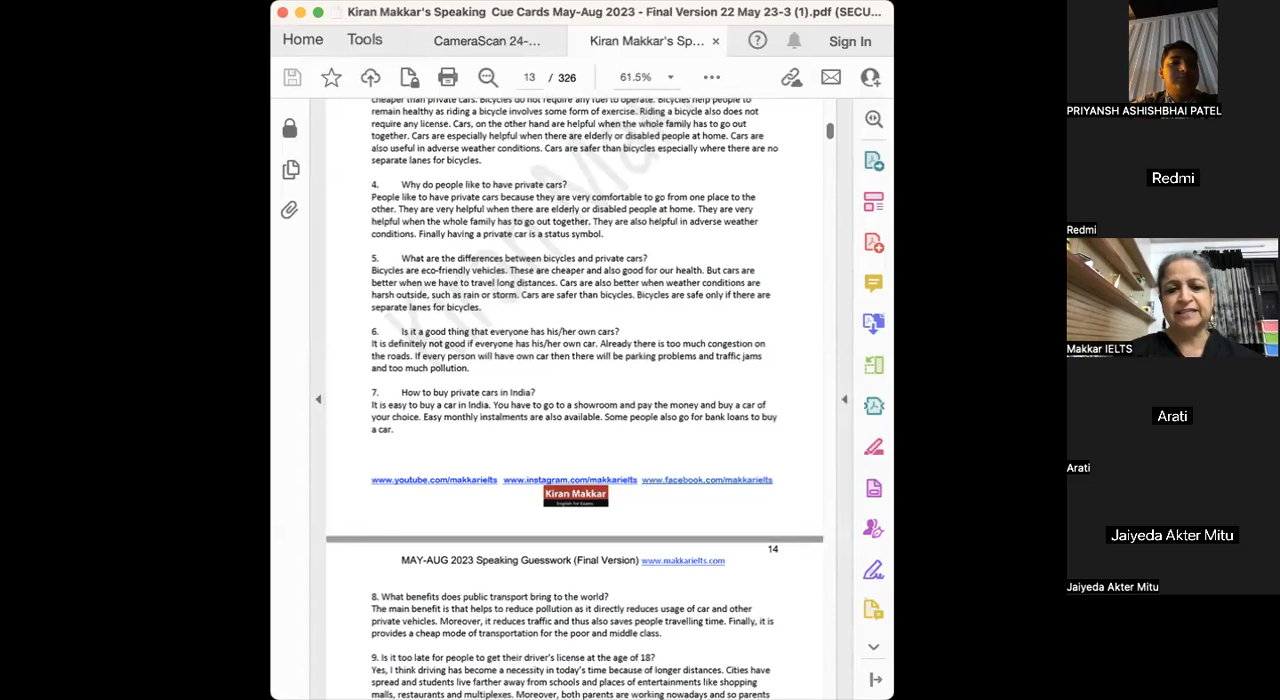 Kiran Makkar's Speaking Cue Cards May-Aug 2023 - Final Version 22 May 23-3 (1).pdf (SECU...
Home Tools CameraScan 24-... Kiran Makkar's Sp... × Sign In
13 / 326 61.5%
cheaper than private cars. Bicycles do not require any fuel to operate. Bicycles help people to
remain healthy as riding a bicycle involves some form of exercise. Riding a bicycle also does not
require any license. Cars, on the other hand are helpful when the whole family has to go out
together. Cars are especially helpful when there are elderly or disabled people at home. Cars are
also useful in adverse weather conditions. Cars are safer than bicycles especially where there are no
separate lanes for bicycles.
4. Why do people like to have private cars?
People like to have private cars because they are very comfortable to go from one place to the
other. They are very helpful when there are elderly or disabled people at home. They are very
helpful when the whole family has to go out together. They are also helpful in adverse weather
conditions. Finally having a private car is a status symbol.
5. What are the differences between bicycles and private cars?
Bicycles are eco-friendly vehicles. These are cheaper and also good for our health. But cars are
better when we have to travel long distances. Cars are also better when weather conditions are
harsh outside, such as rain or storm. Cars are safer than bicycles. Bicycles are safe only if there are
separate lanes for bicycles.
6. Is it a good thing that everyone has his/her own cars?
It is definitely not good if everyone has his/her own car. Already there is too much congestion on
the roads. If every person will have own car then there will be parking problems and traffic jams
and too much pollution.
7. How to buy private cars in India?
It is easy to buy a car in India. You have to go to a showroom and pay the money and buy a car of
your choice. Easy monthly instalments are also available. Some people also go for bank loans to buy
a car.
www.youtube.com/makkarielts www.instagram.com/makkarielts www.facebook.com/makkarielts
Kiran Makkar
English for Exams
14
MAY-AUG 2023 Speaking Guesswork (Final Version) www.makkarielts.com
8. What benefits does public transport bring to the world?
The main benefit is that helps to reduce pollution as it directly reduces usage of car and other
private vehicles. Moreover, it reduces traffic and thus also saves people travelling time. Finally, it is
provides a cheap mode of transportation for the poor and middle class.
9. Is it too late for people to get their driver's license at the age of 18?
Yes, I think driving has become a necessity in today's time because of longer distances. Cities have
spread and students live farther away from schools and places of entertainments like shopping
malls, restaurants and multiplexes. Moreover, both parents are working nowadays and so parents
PRIYANSH ASHISHBHAI PATEL
Redmi
Redmi
Makkar IELTS
Arati
Arati
Jaiyeda Akter Mitu
Jaiyeda Akter Mitu